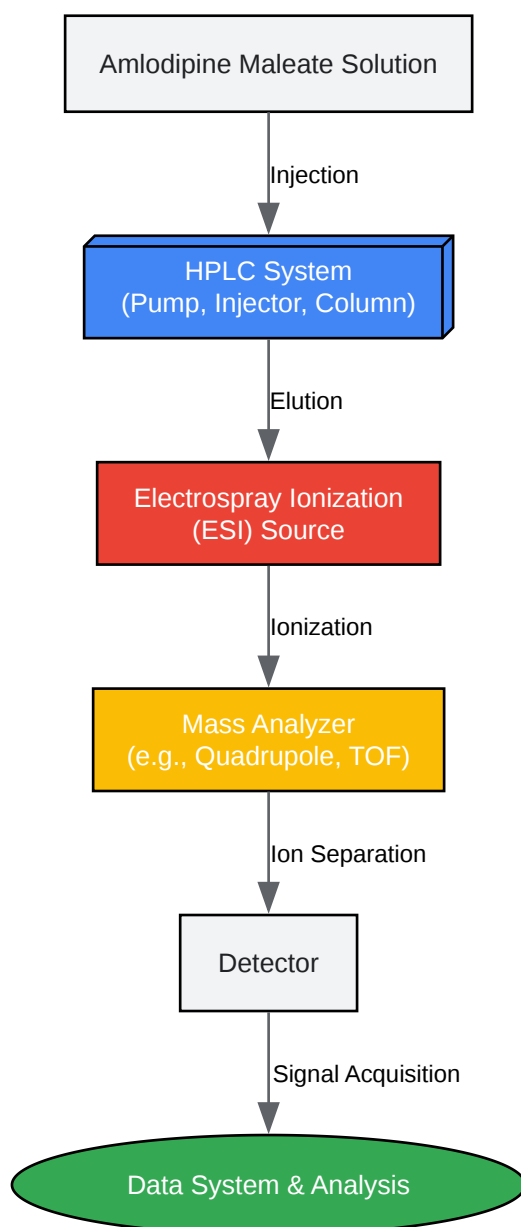 Amlodipine Maleate Solution
Injection
HPLC System
(Pump, Injector, Column)
Elution
Electrospray Ionization
(ESI) Source
Ionization
Mass Analyzer
(e.g., Quadrupole, TOF)
Ion Separation
Detector
Signal Acquisition
Data System & Analysis